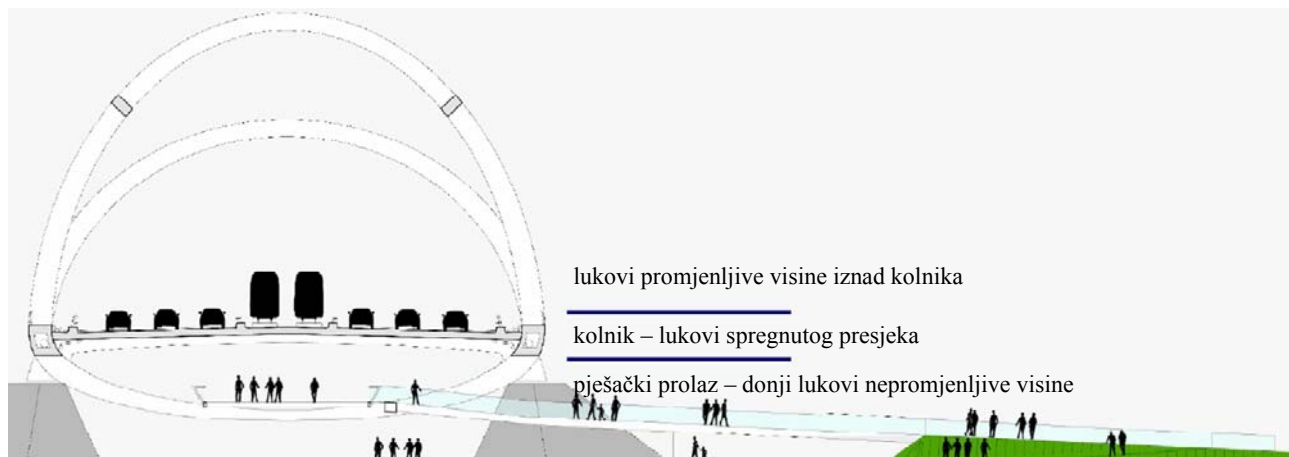 lukovi promjenljive visine iznad kolnika
kolnik – lukovi spregnutog presjeka
pješački prolaz – donji lukovi nepromjenljive visine